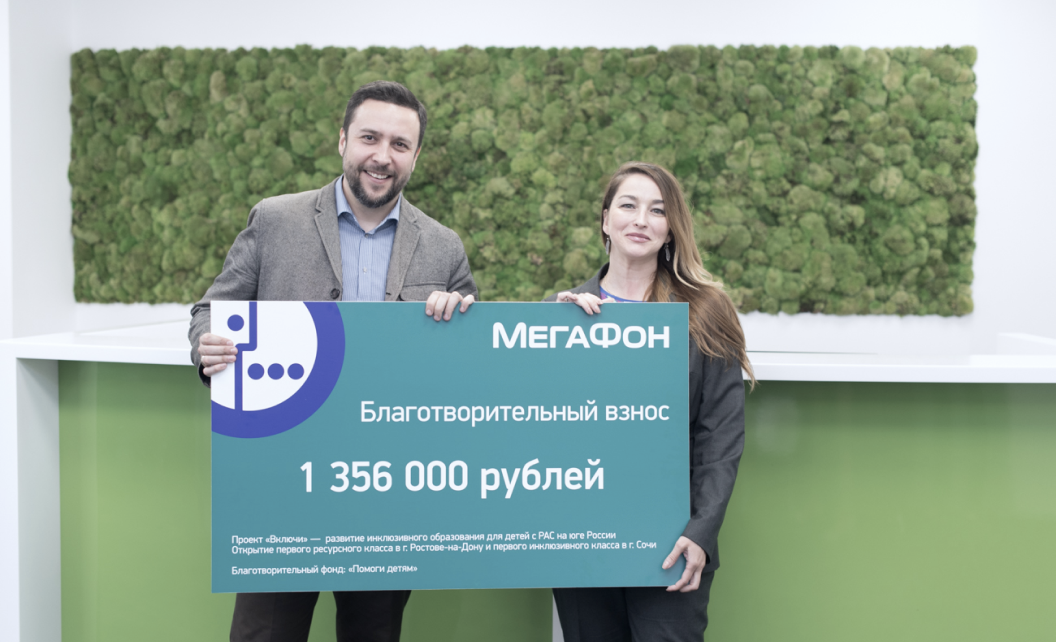 МЕГАФОН
Благотворительный взнос
1 356 000 рублей
Проект «Включи» — развитие инклюзивного образования для детей с РАС на юге России
Открытие первого ресурсного класса в г. Ростове-на-Дону и первого инклюзивного класса в г. Сочи
Благотворительный фонд: «Помоги детям»